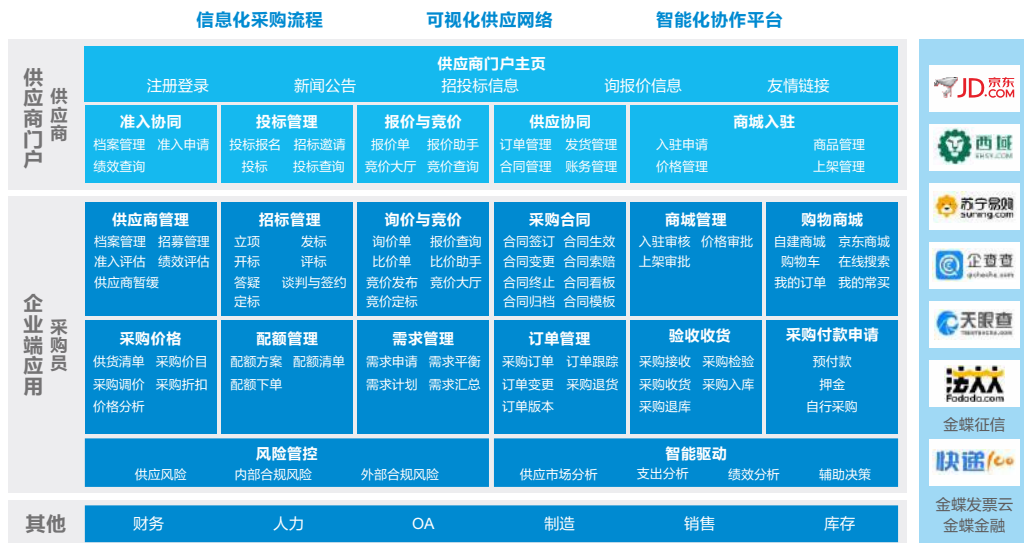 信息化采购流程 可视化供应网络 智能化协作平台
供应商门户
供应商
供应商门户主页
注册登录 新闻公告 招投标信息 询报价信息 友情链接
准入协同
档案管理 准入申请
绩效查询
投标管理
投标报名 招标邀请
投标 投标查询
报价与竞价
报价单 报价助手
竞价大厅 竞价查询
供应协同
订单管理 发货管理
合同管理 账务管理
商城入驻
入驻申请 商品管理
价格管理 上架管理
企业端应用
采购员
供应商管理
档案管理 招募管理
准入评估 绩效评估
供应商暂缓
招标管理
立项 发标
开标 评标
答疑 谈判与签约
定标
询价与竞价
询价单 报价查询
比价单 比价助手
竞价发布 竞价大厅
竞价定标
采购合同
合同签订 合同生效
合同变更 合同索赔
合同终止 合同看板
合同归档 合同模板
商城管理
入驻审核 价格审批
上架审批
购物商城
自建商城 京东商城
购物车 在线搜索
我的订单 我的常买
采购价格
供货清单 采购价目
采购调价 采购折扣
价格分析
配额管理
配额方案 配额清单
配额下单
需求管理
需求申请 需求平衡
需求计划 需求汇总
订单管理
采购订单 订单跟踪
订单变更 采购退货
订单版本
验收收货
采购接收 采购检验
采购收货 采购入库
采购退库
采购付款申请
预付款
押金
自行采购
风险管控
供应风险 内部合规风险 外部合规风险
智能驱动
供应市场分析 支出分析 绩效分析 辅助决策
其他
财务 人力 OA 制造 销售 库存
JD 京东
.COM
西域
EHSY.COM
苏宁易购
suning.com
企查查
天眼查
法大大
Fadada.com
金蝶征信
快递100
金蝶发票云
金蝶金融